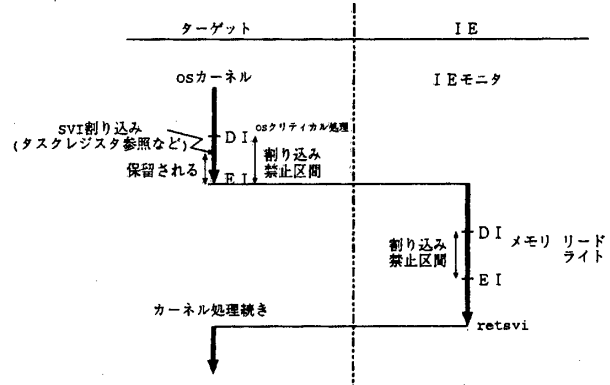 ターゲット
IE
OSカーネル
IEモニタ
SVI割り込み
(タスクレジスタ参照など)
保留される
DI
OSクリティカル処理
割り込み
禁止区間
EI
割り込み
禁止区間
DI
メモリ リード
ライト
EI
カーネル処理続き
retsvi